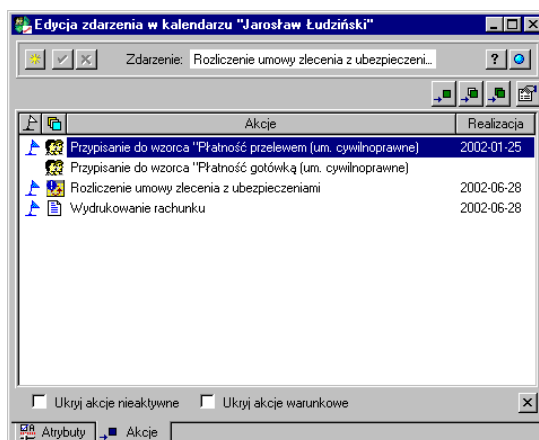 Edycja zdarzenia w kalendarzu "Jarosław Łudziński"
Zdarzenie: Rozliczenie umowy zlecenia z ubezpieczeni...
?
Akcje Realizacja
Przypisanie do wzorca "Płatność przelewem (um. cywilnoprawne) 2002-01-25
Przypisanie do wzorca "Płatność gotówką (um. cywilnoprawne)
Rozliczenie umowy zlecenia z ubezpieczeniami 2002-06-28
Wydrukowanie rachunku 2002-06-28
Ukryj akcje nieaktywne Ukryj akcje warunkowe
Atrybuty Akcje